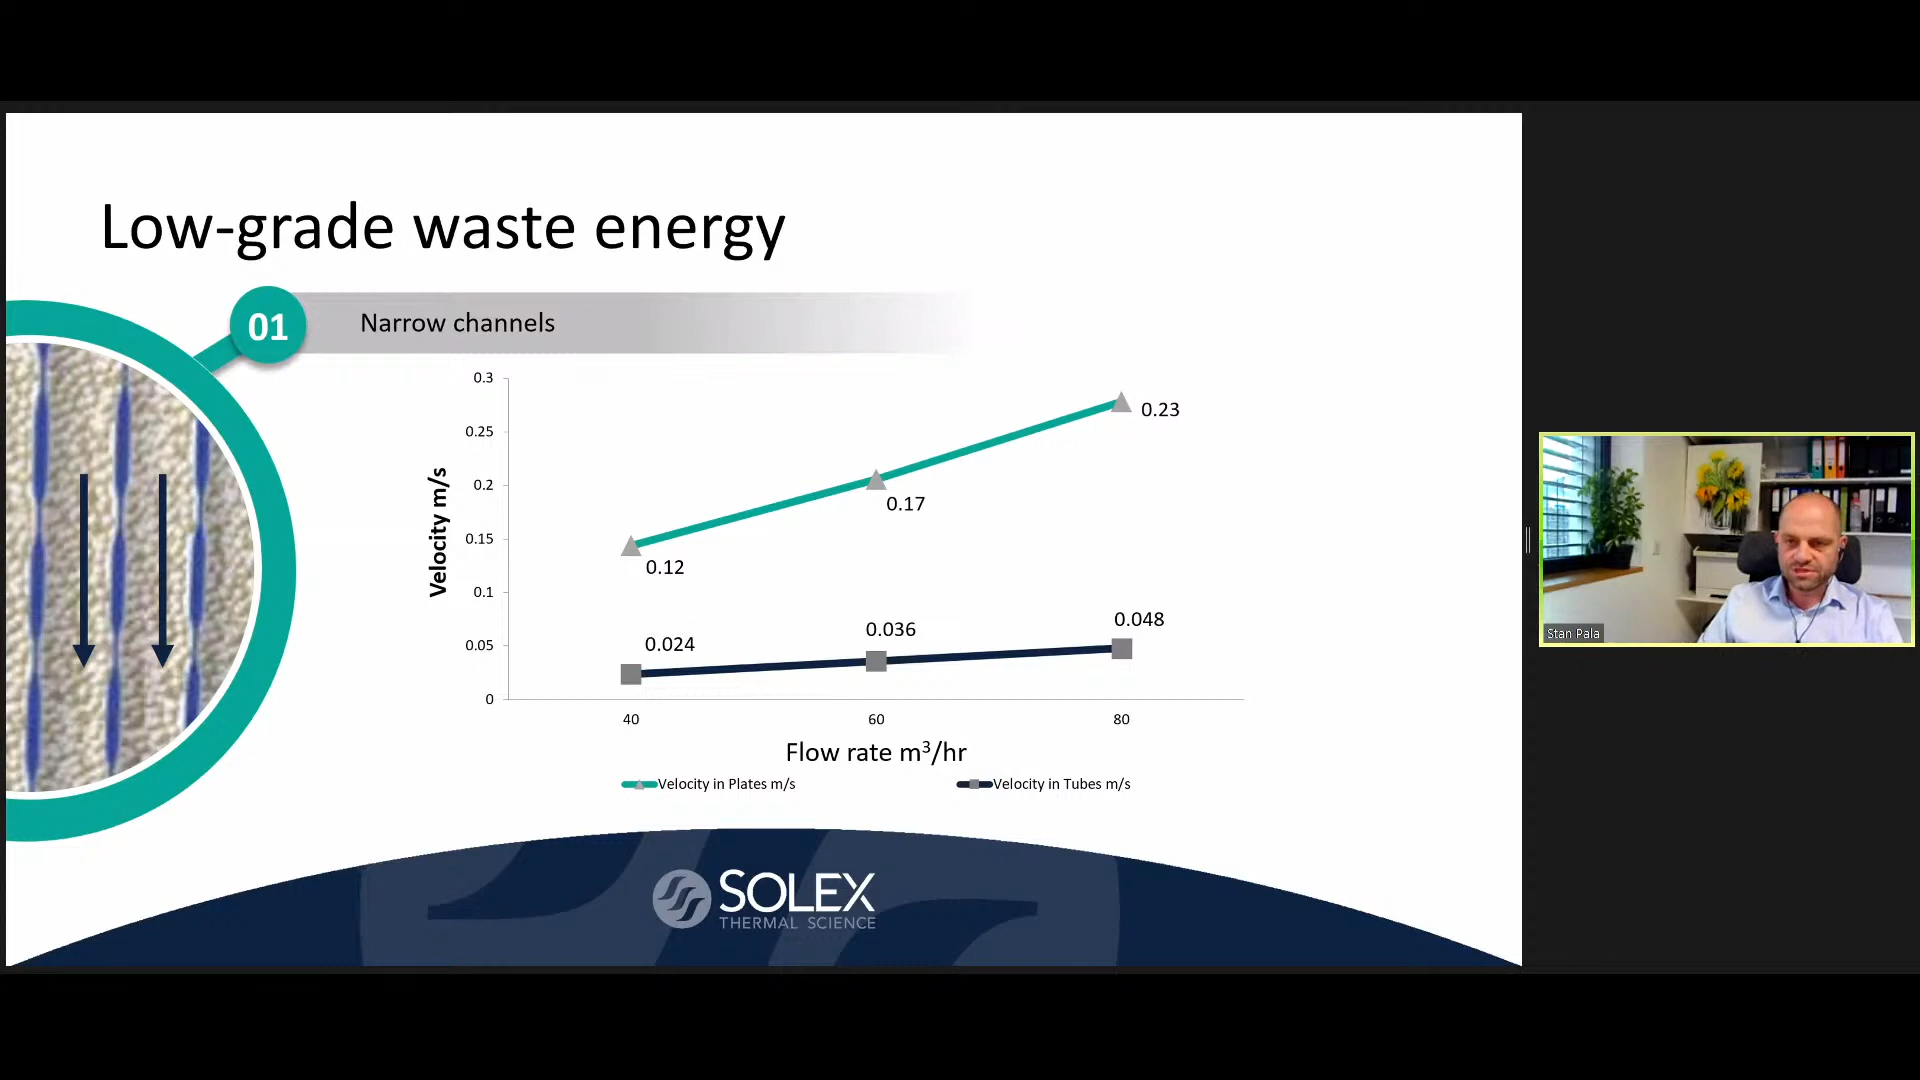 Low-grade waste energy
01
Narrow channels
0.3
0.25
0.2
0.15
0.1
0.05
0
Velocity m/s
0.12
0.17
0.23
0.024
0.036
0.048
40
60
80
Flow rate m³/hr
Velocity in Plates m/s
Velocity in Tubes m/s
SOLEX
THERMAL SCIENCE
Stan Pala